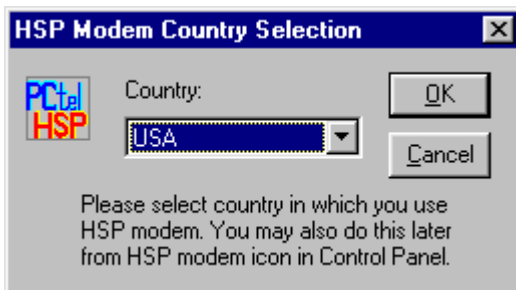 HSP Modem Country Selection
PCtel
HSP
Country:
USA
OK
Cancel
Please select country in which you use
HSP modem. You may also do this later
from HSP modem icon in Control Panel.